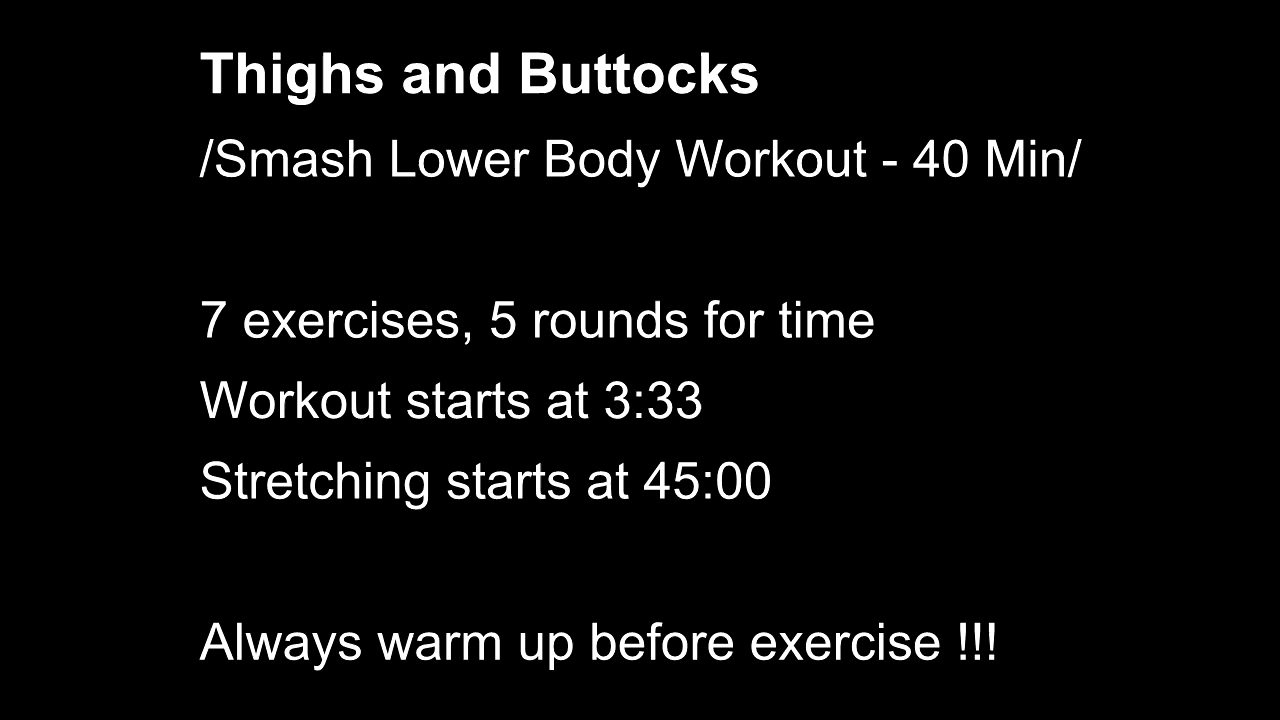 Thighs and Buttocks
/Smash Lower Body Workout - 40 Min/
7 exercises, 5 rounds for time
Workout starts at 3:33
Stretching starts at 45:00
Always warm up before exercise !!!